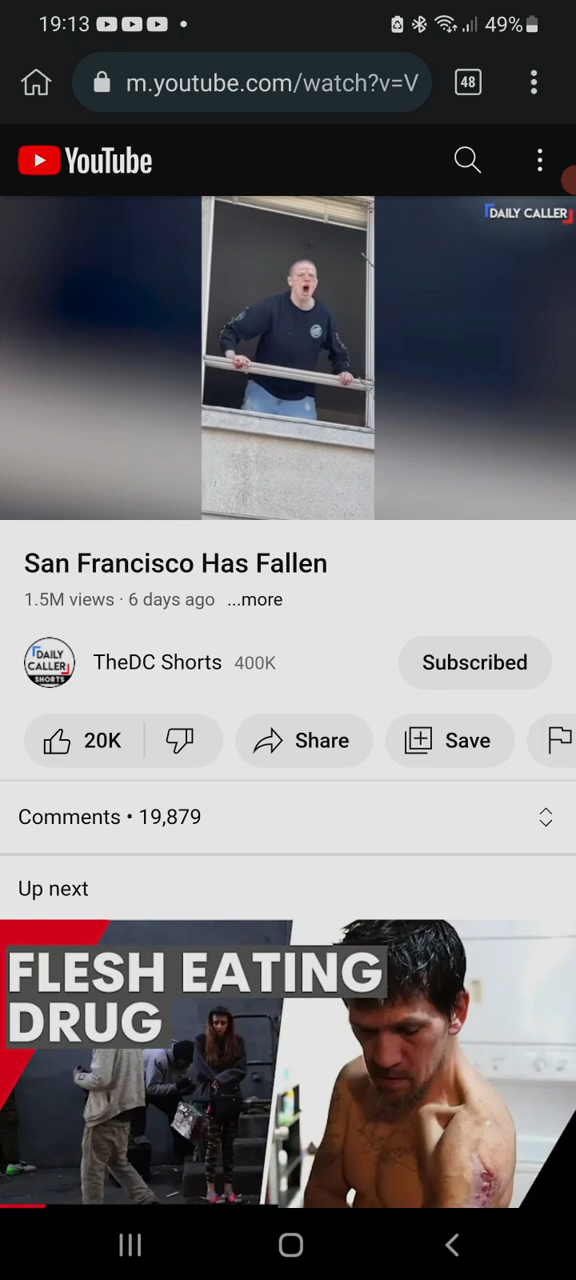 19:13
49%
m.youtube.com/watch?v=V
48
YouTube
DAILY CALLER
San Francisco Has Fallen
1.5M views · 6 days ago ...more
DAILY
CALLER
SHORTS
TheDC Shorts 400K
Subscribed
20K
Share
Save
Comments • 19,879
Up next
FLESH EATING
DRUG